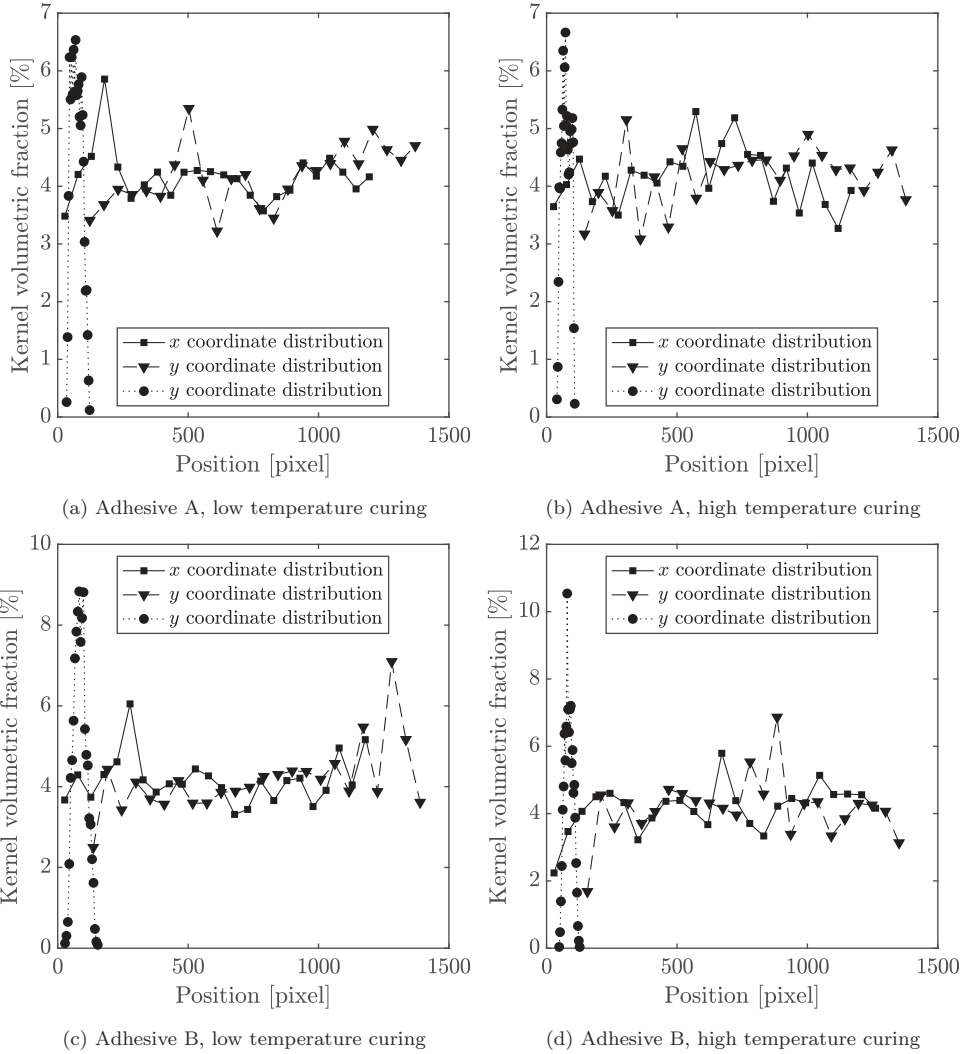 7
6
5
4
3
2
1
0
Kernel volumetric fraction [%]
x coordinate distribution
y coordinate distribution
y coordinate distribution
0 500 1000 1500
Position [pixel]
(a) Adhesive A, low temperature curing
7
6
5
4
3
2
1
0
Kernel volumetric fraction [%]
x coordinate distribution
y coordinate distribution
y coordinate distribution
0 500 1000 1500
Position [pixel]
(b) Adhesive A, high temperature curing
10
8
6
4
2
0
Kernel volumetric fraction [%]
x coordinate distribution
y coordinate distribution
y coordinate distribution
0 500 1000 1500
Position [pixel]
(c) Adhesive B, low temperature curing
12
10
8
6
4
2
0
Kernel volumetric fraction [%]
x coordinate distribution
y coordinate distribution
y coordinate distribution
0 500 1000 1500
Position [pixel]
(d) Adhesive B, high temperature curing